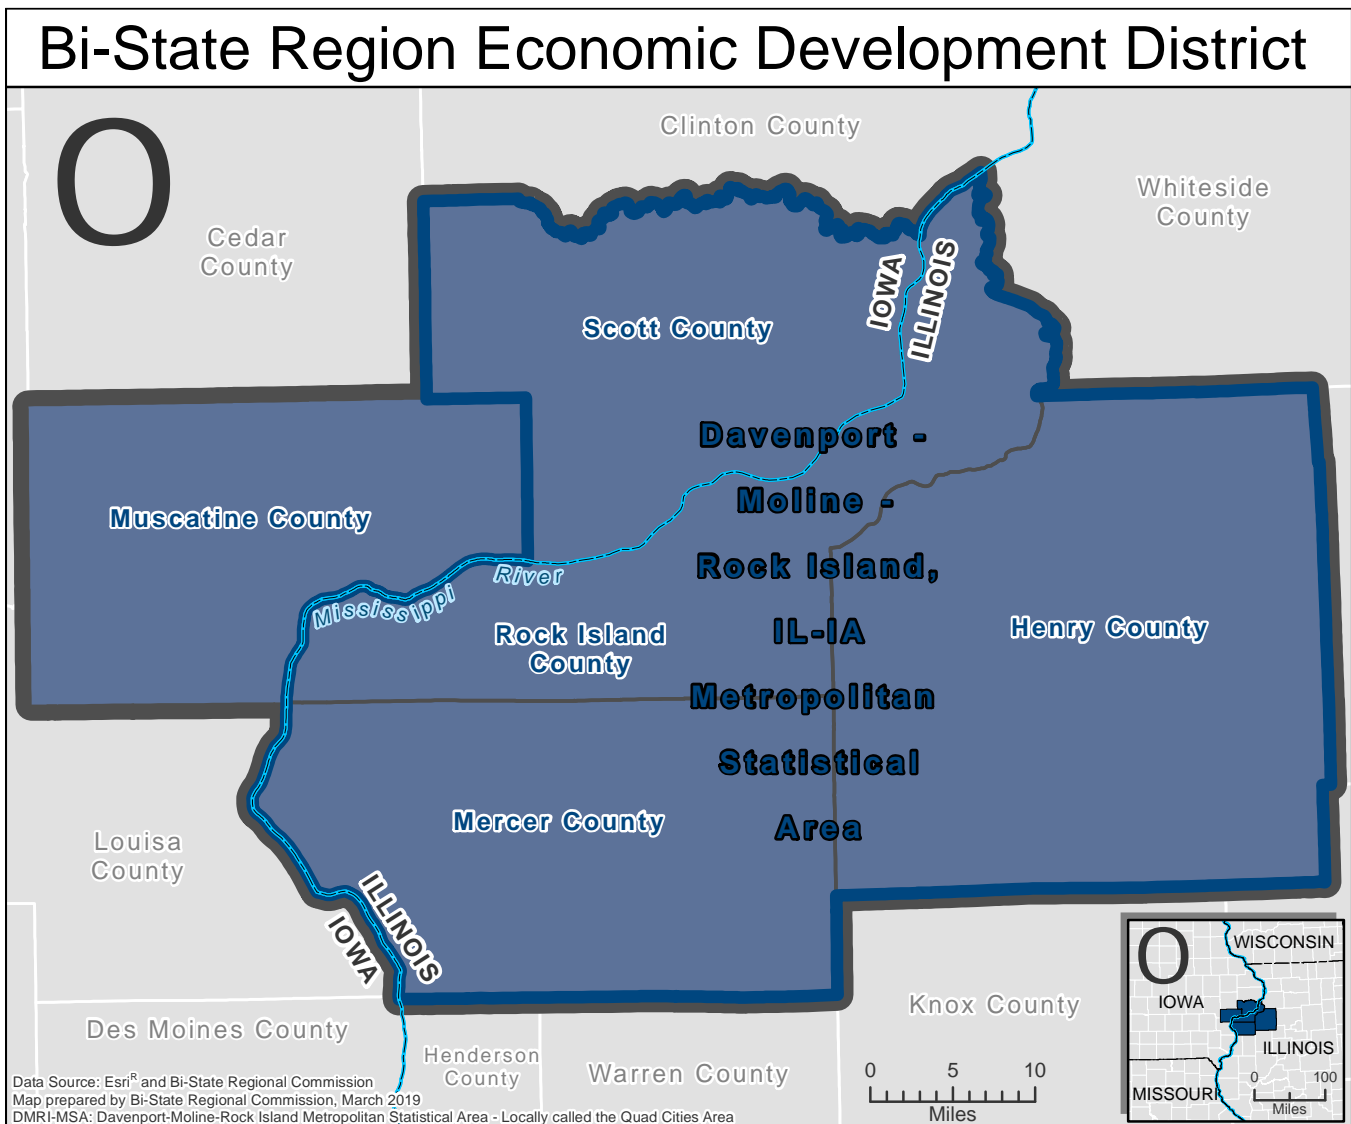 Bi-State Region Economic Development District
O
Clinton County
Whiteside
County
Cedar
County
IOWA
ILLINOIS
Scott County
Davenport -
Moline -
Rock Island,
IL-IA
Metropolitan
Statistical
Area
Muscatine County
Mississippi River
Rock Island
County
Henry County
Mercer County
Louisa
County
ILLINOIS
IOWA
Knox County
Des Moines County
Henderson
County
Warren County
0 5 10
Miles
O
WISCONSIN
IOWA
ILLINOIS
MISSOURI
0 100
Miles
Data Source: Esri^R and Bi-State Regional Commission
Map prepared by Bi-State Regional Commission, March 2019
DMRI-MSA: Davenport-Moline-Rock Island Metropolitan Statistical Area - Locally called the Quad Cities Area